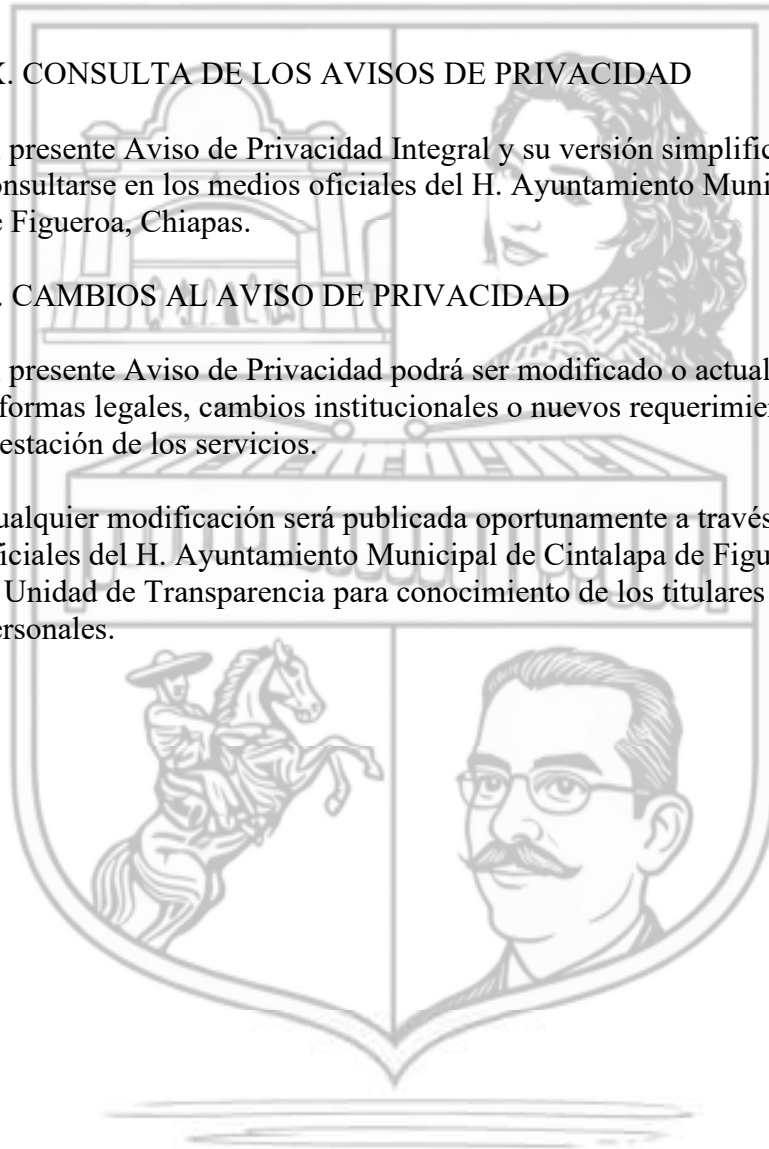 X. CONSULTA DE LOS AVISOS DE PRIVACIDAD
presente Aviso de Privacidad Integral y su versión simplific
onsultarse en los medios oficiales del H. Ayuntamiento Muni
e Figueroa, Chiapas.
. CAMBIOS AL AVISO DE PRIVACIDAD
presente Aviso de Privacidad podrá ser modificado o actual
formas legales, cambios institucionales o nuevos requerimie
estación de los servicios.
ualquier modificación será publicada oportunamente a través
iciales del H. Ayuntamiento Municipal de Cintalapa de Figu
Unidad de Transparencia para conocimiento de los titulares
ersonales.